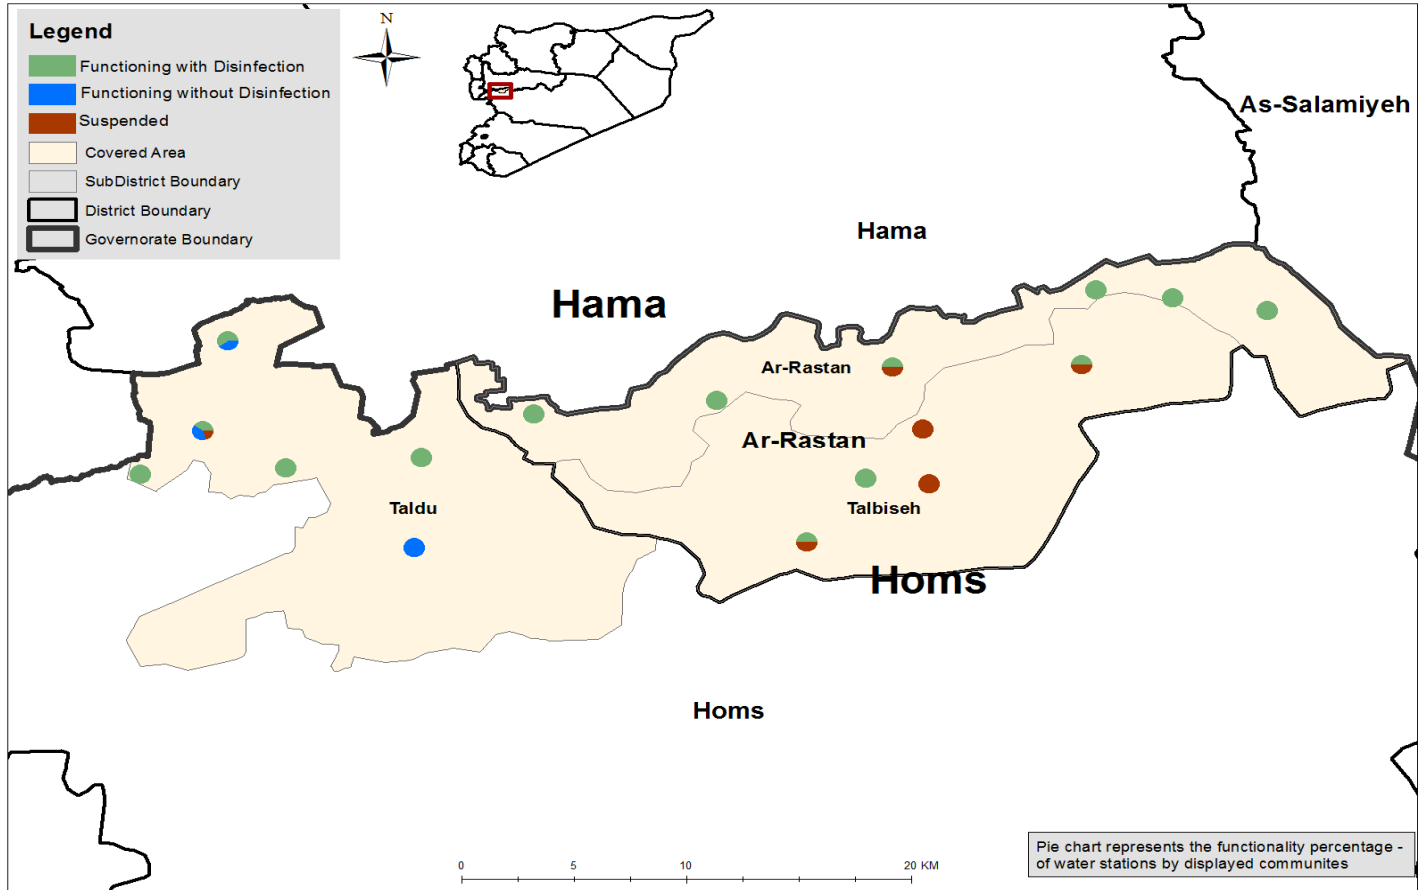 Legend
Functioning with Disinfection
Functioning without Disinfection
Suspended
Covered Area
SubDistrict Boundary
District Boundary
Governorate Boundary
N
As-Salamiyeh
Hama
Hama
Ar-Rastan
Ar-Rastan
Taldu
Talbiseh
Homs
Homs
Pie chart represents the functionality percentage -
of water stations by displayed communites
0 5 10 20 KM